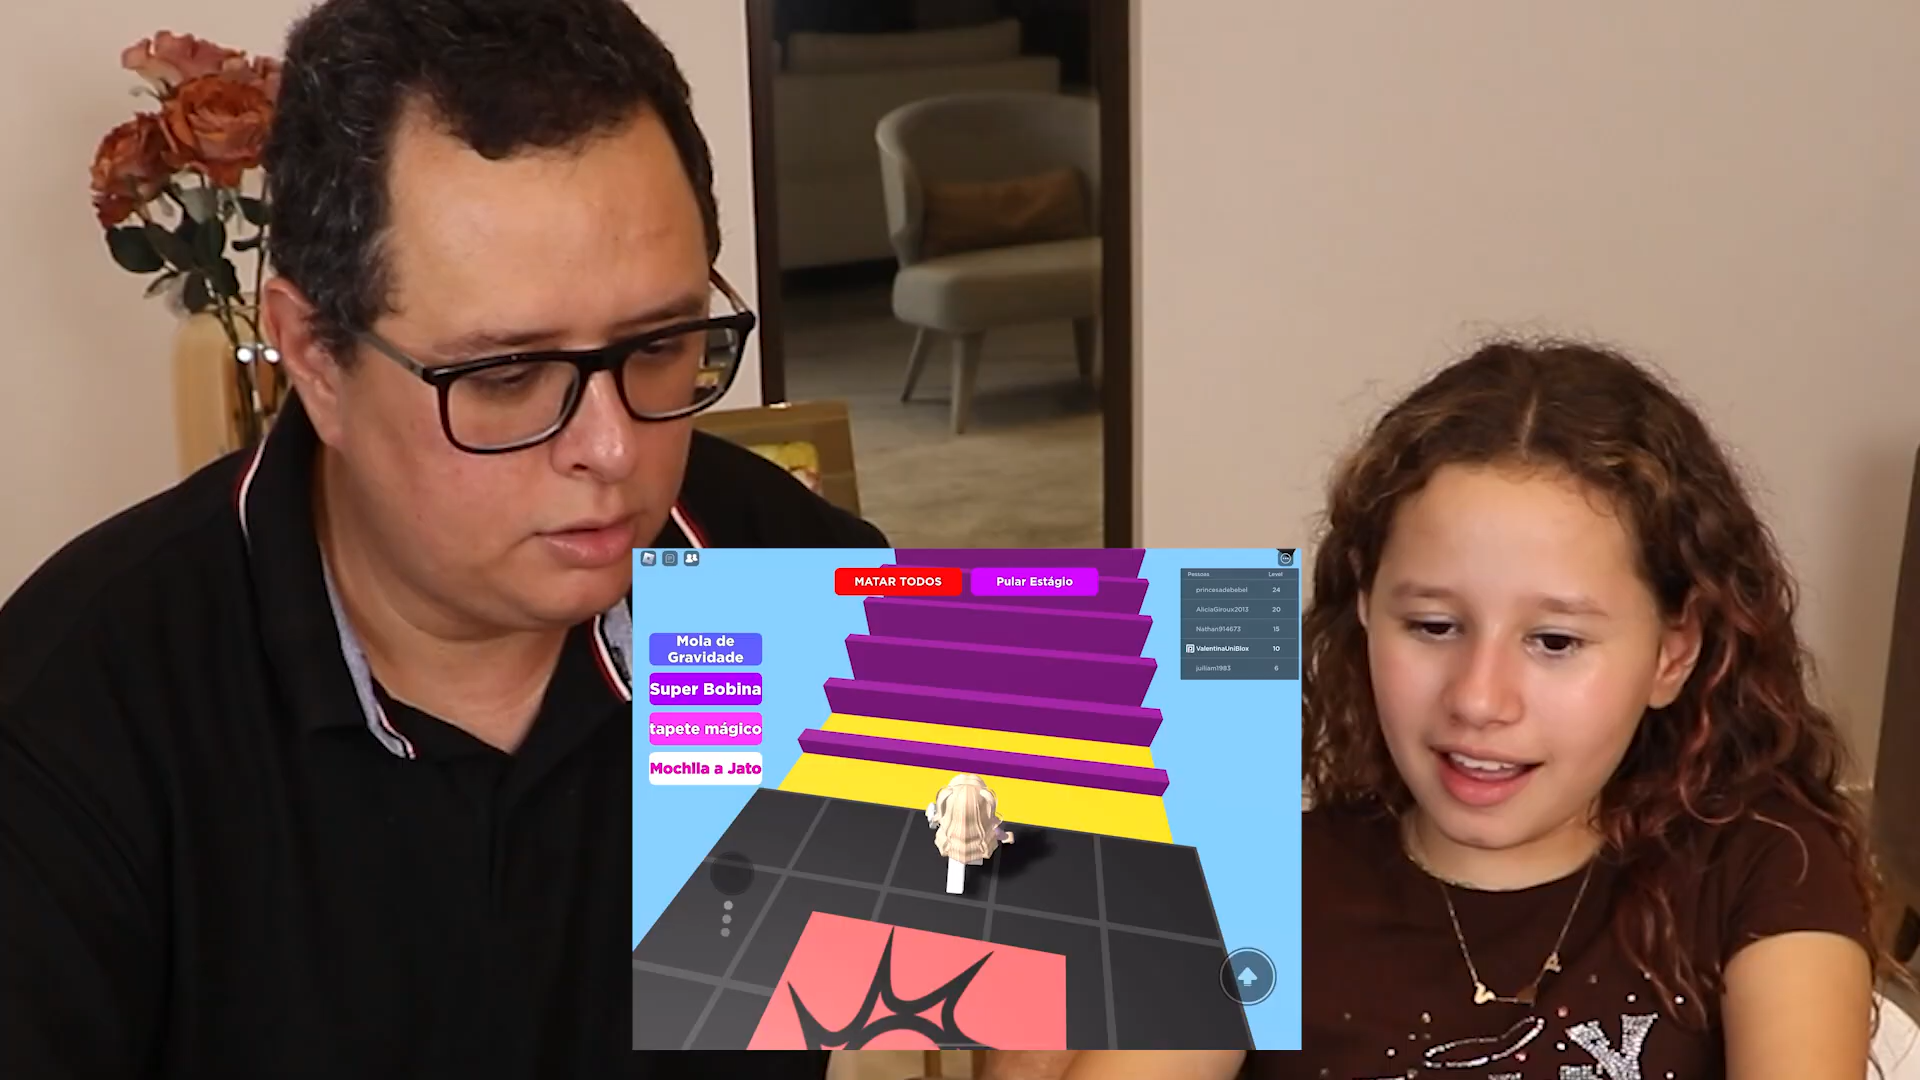 MATAR TODOS
Pular Estágio
Pessoas Level
princesadabebel 24
AliciaGiroux2013 20
Nathan914673 15
ValentinaUniBlox 10
juiliam1983 6
Mola de
Gravidade
Super Bobina
tapete mágico
Mochila a Jato